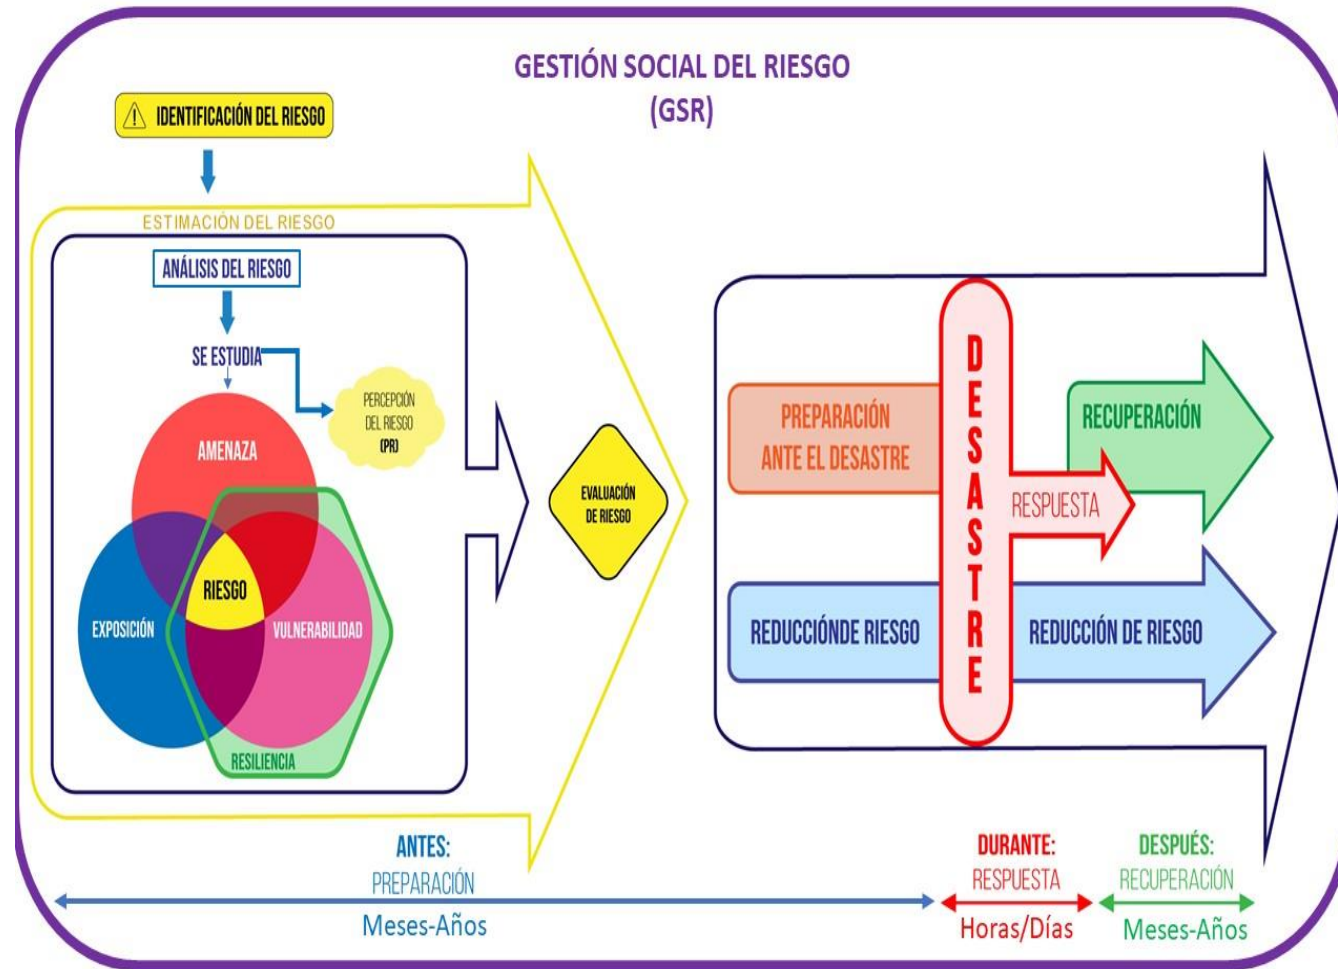 GESTIÓN SOCIAL DEL RIESGO
(GSR)
IDENTIFICACIÓN DEL RIESGO
ESTIMACIÓN DEL RIESGO
ANÁLISIS DEL RIESGO
SE ESTUDIA
PERCEPCIÓN
DEL RIESGO
(PR)
AMENAZA
RIESGO
EXPOSICIÓN
VULNERABILIDAD
RESILIENCIA
EVALUACIÓN
DE RIESGO
PREPARACIÓN
ANTE EL DESASTRE
DESASTRE
RECUPERACIÓN
RESPUESTA
REDUCCIÓNDE RIESGO
REDUCCIÓN DE RIESGO
ANTES:
PREPARACIÓN
Meses-Años
DURANTE:
RESPUESTA
Horas/Días
DESPUÉS:
RECUPERACIÓN
Meses-Años